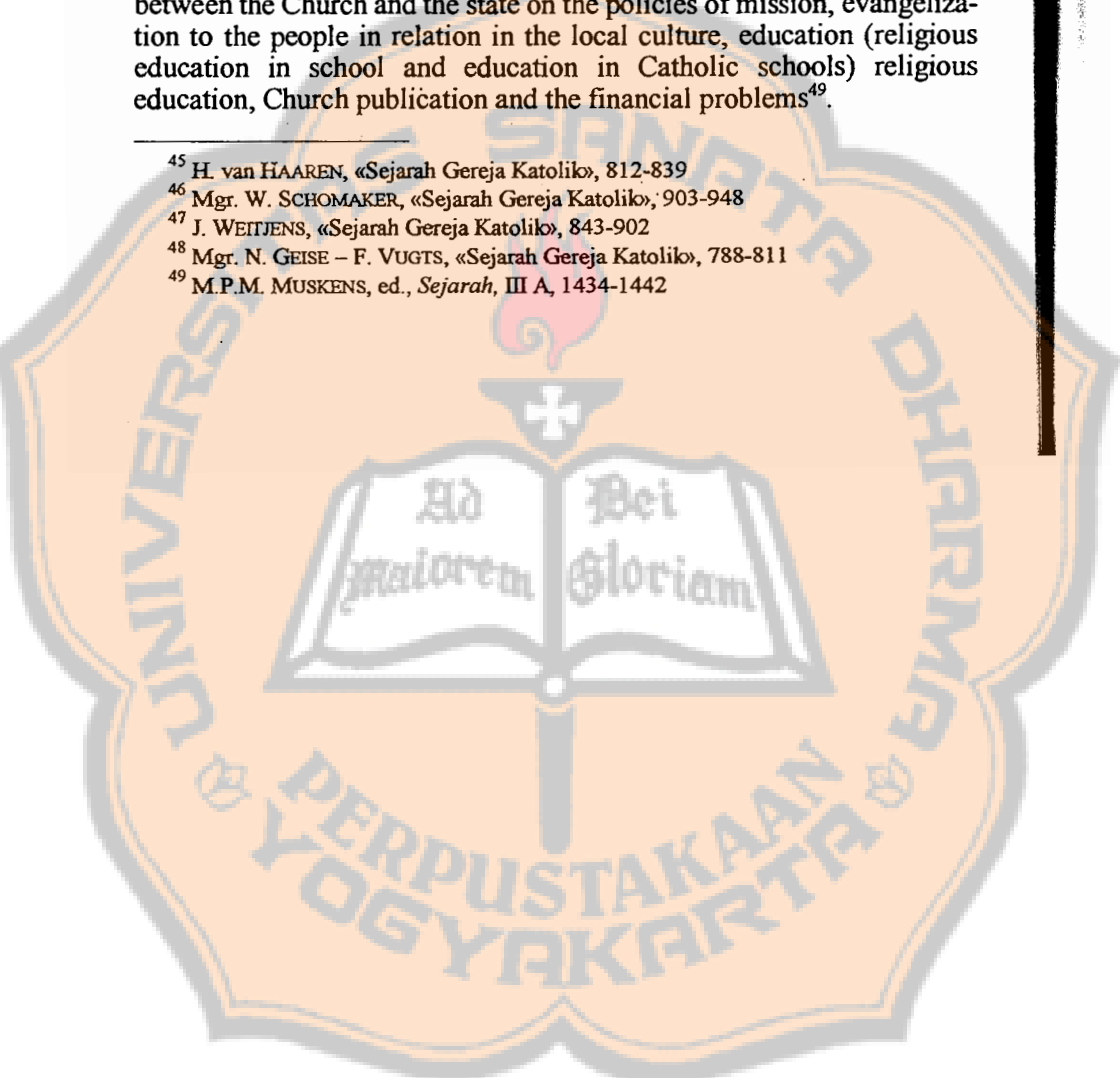 between the Church and the state on the policies of mission, evangeliza-
tion to the people in relation in the local culture, education (religious
education in school and education in Catholic schools) religious
education, Church publication and the financial problems⁴⁹.
⁴⁵ H. van HAAREN, «Sejarah Gereja Katolik», 812-839
⁴⁶ Mgr. W. SCHOMAKER, «Sejarah Gereja Katolik», 903-948
⁴⁷ J. WEITJENS, «Sejarah Gereja Katolik», 843-902
⁴⁸ Mgr. N. GEISE – F. VUGTS, «Sejarah Gereja Katolik», 788-811
⁴⁹ M.P.M. MUSKENS, ed., Sejarah, III A, 1434-1442
UNIVERSITAS SANATA DHARMA
Ad Dei
Maiorem Gloriam
PERPUSTAKAAN
YOGYAKARTA